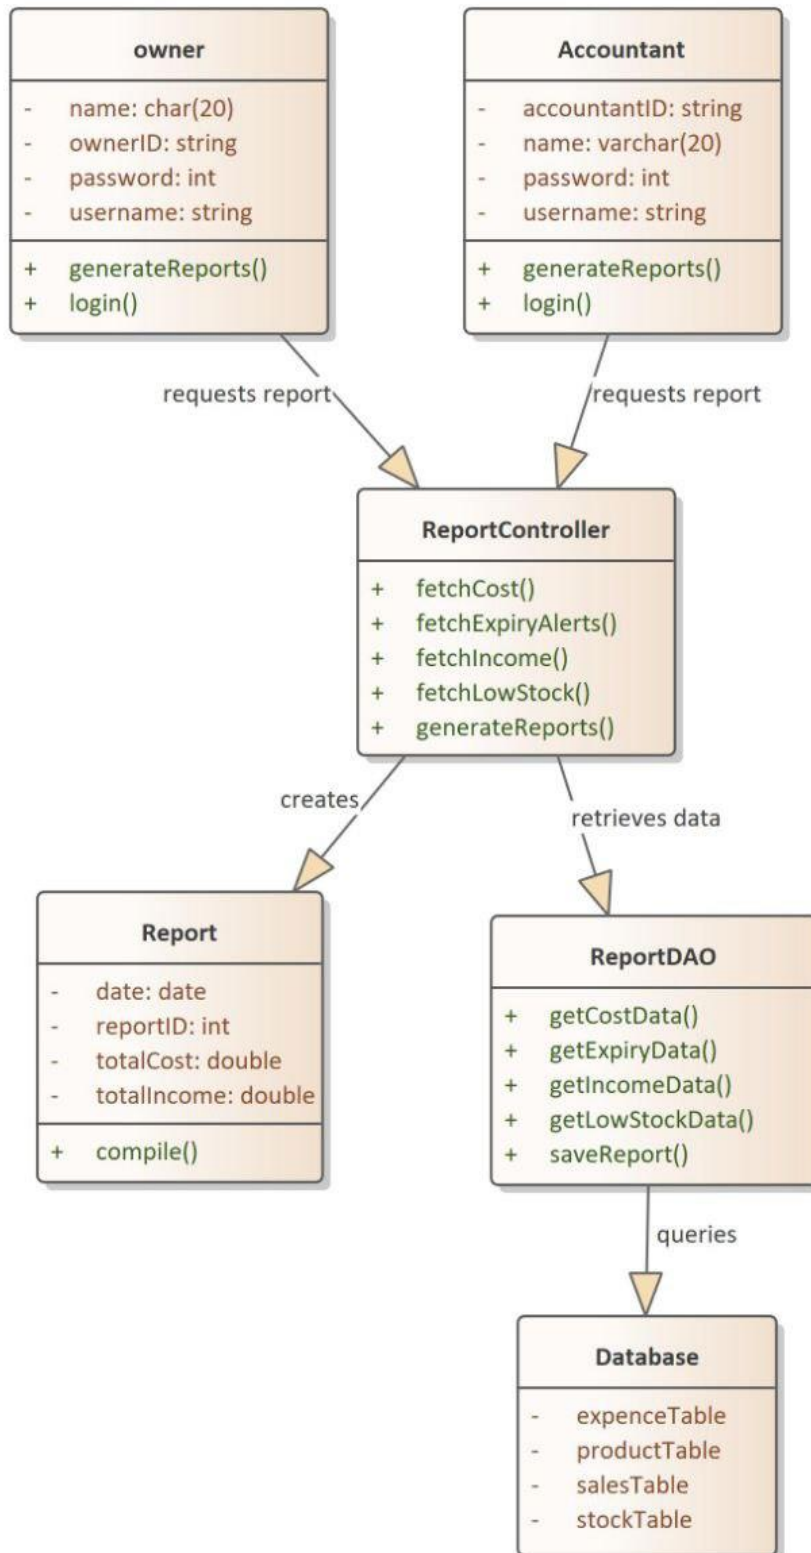 owner
- name: char(20)
- ownerID: string
- password: int
- username: string
+ generateReports()
+ login()
Accountant
- accountantID: string
- name: varchar(20)
- password: int
- username: string
+ generateReports()
+ login()
requests report
requests report
ReportController
+ fetchCost()
+ fetchExpiryAlerts()
+ fetchIncome()
+ fetchLowStock()
+ generateReports()
creates
retrieves data
Report
- date: date
- reportID: int
- totalCost: double
- totalIncome: double
+ compile()
ReportDAO
+ getCostData()
+ getExpiryData()
+ getIncomeData()
+ getLowStockData()
+ saveReport()
queries
Database
- expenceTable
- productTable
- salesTable
- stockTable